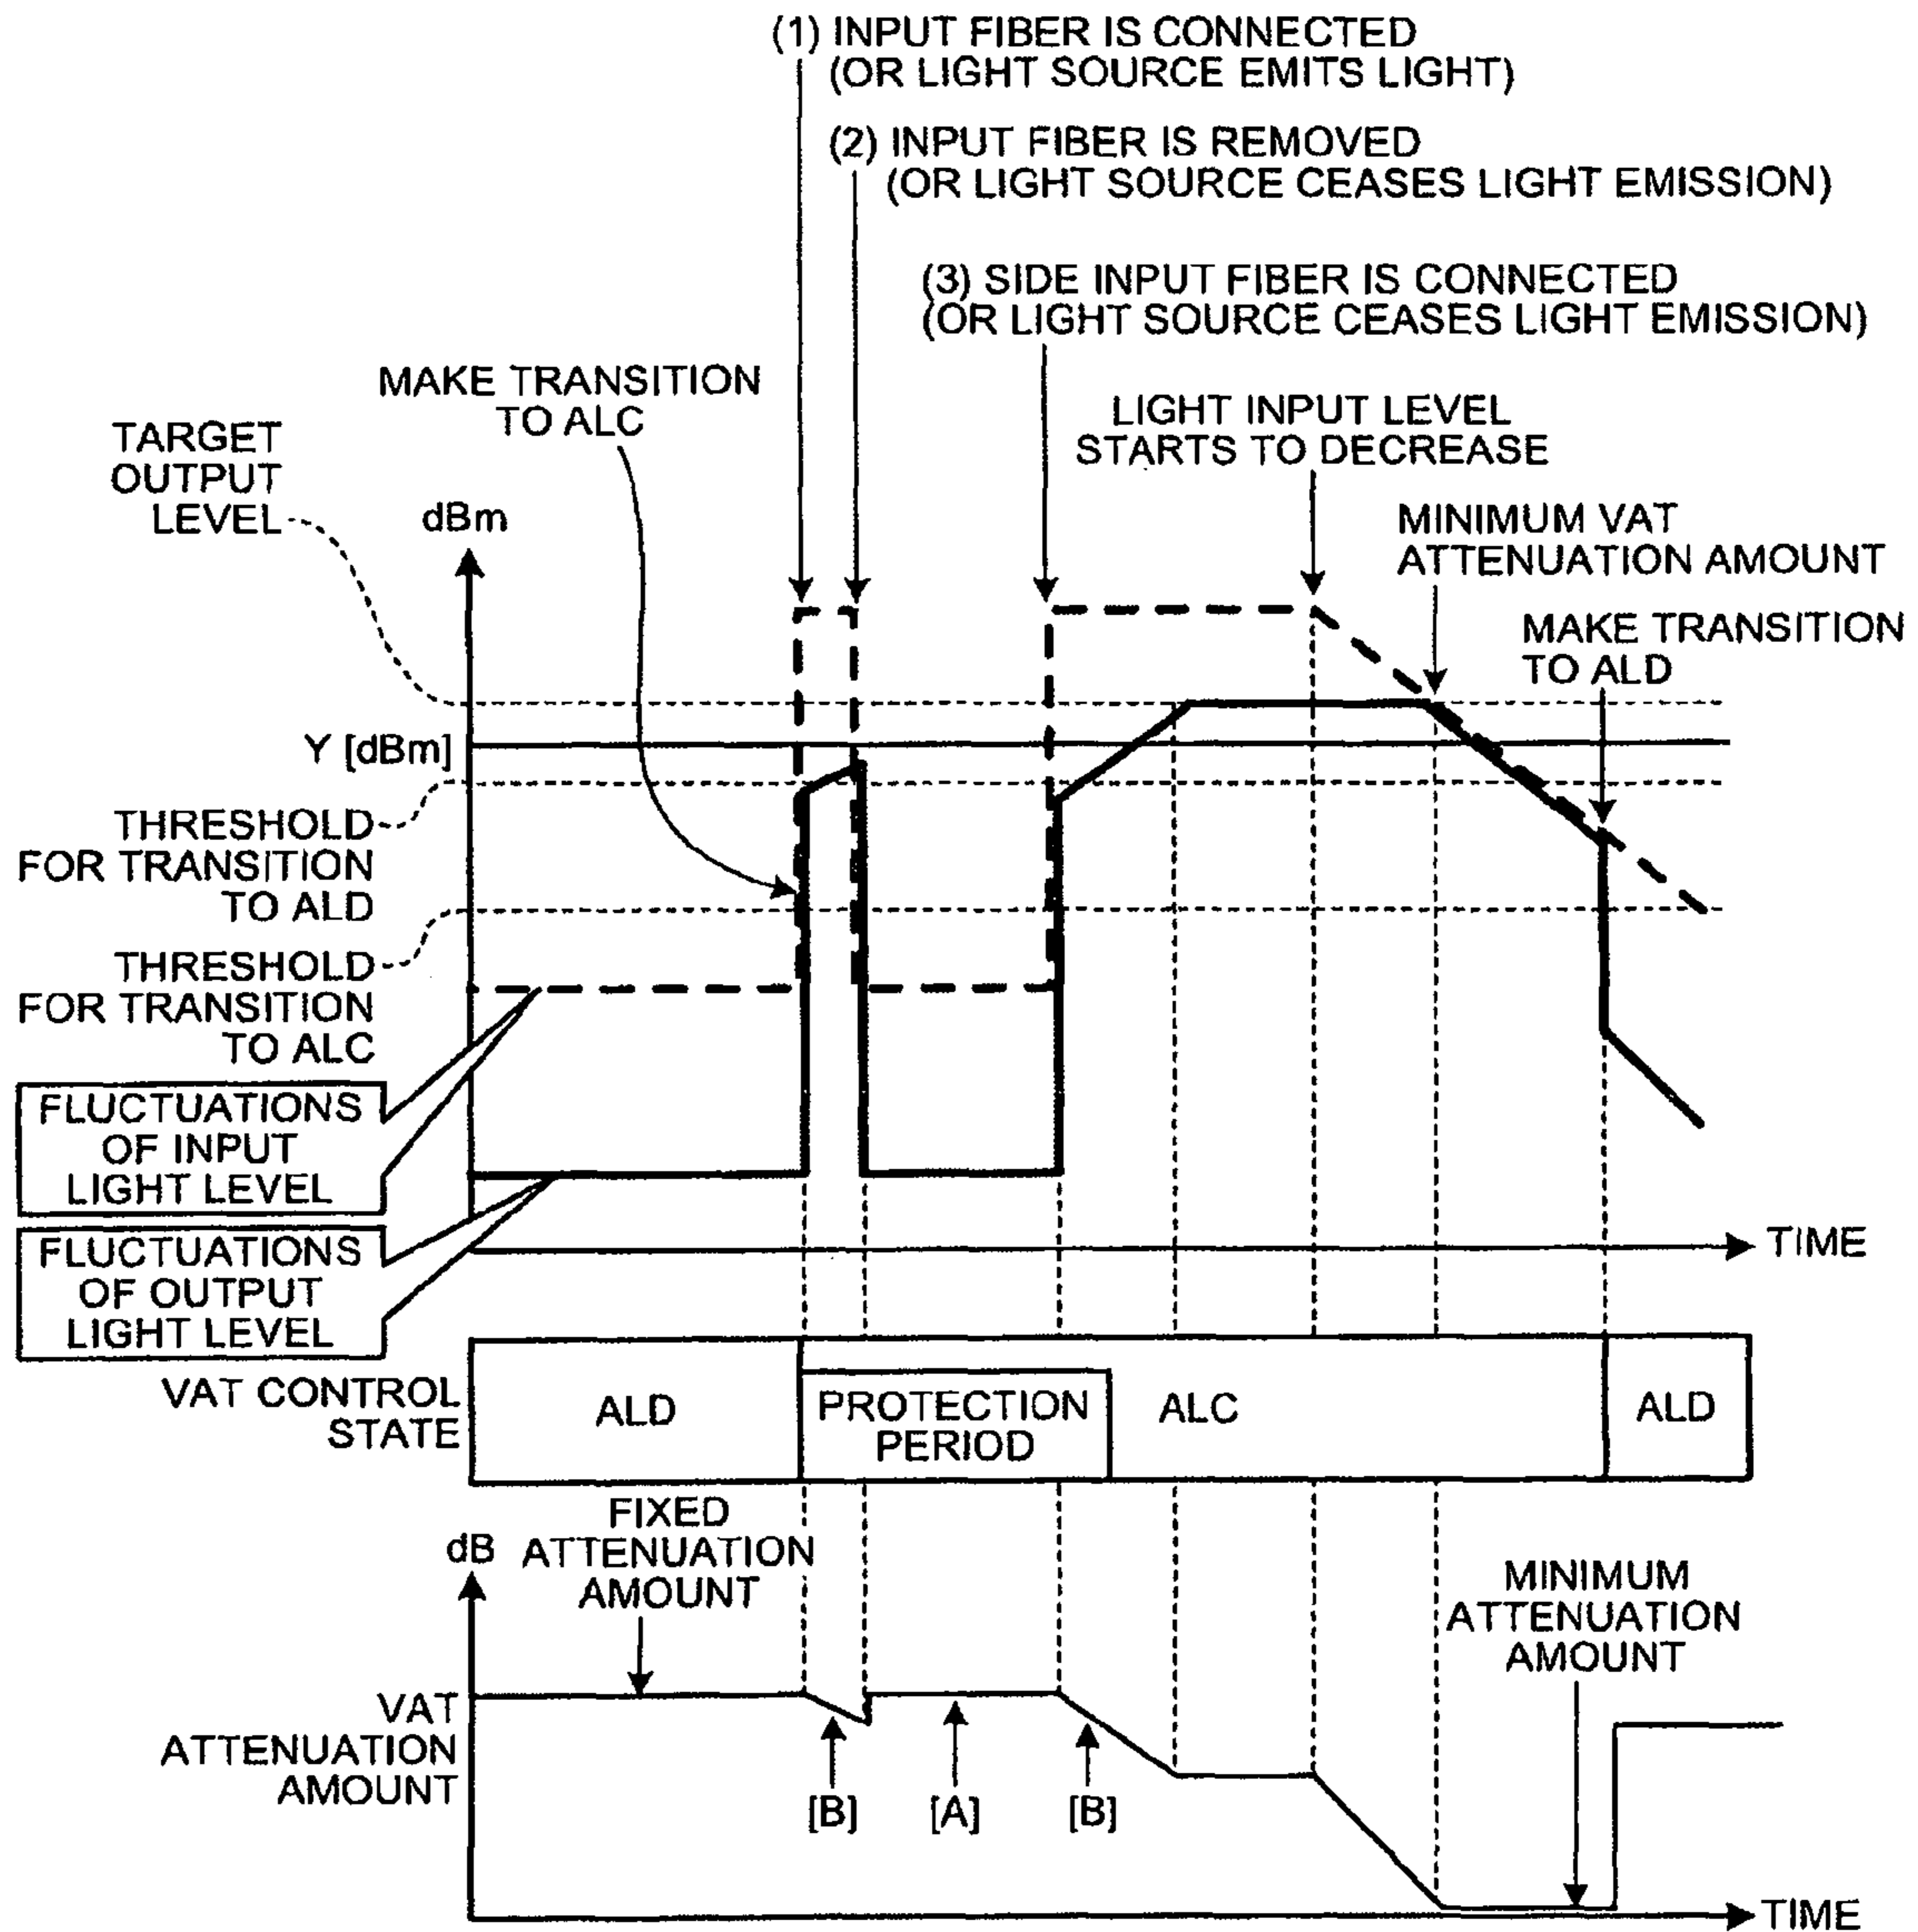 (1) INPUT FIBER IS CONNECTED
(OR LIGHT SOURCE EMITS LIGHT)
(2) INPUT FIBER IS REMOVED
(OR LIGHT SOURCE CEASES LIGHT EMISSION)
(3) SIDE INPUT FIBER IS CONNECTED
(OR LIGHT SOURCE CEASES LIGHT EMISSION)
MAKE TRANSITION
TO ALC
LIGHT INPUT LEVEL
STARTS TO DECREASE
TARGET
OUTPUT
LEVEL
dBm
MINIMUM VAT
ATTENUATION AMOUNT
MAKE TRANSITION
TO ALD
Y [dBm]
THRESHOLD
FOR TRANSITION
TO ALD
THRESHOLD
FOR TRANSITION
TO ALC
FLUCTUATIONS
OF INPUT
LIGHT LEVEL
FLUCTUATIONS
OF OUTPUT
LIGHT LEVEL
TIME
VAT CONTROL
STATE
ALD
PROTECTION
PERIOD
ALC
ALD
dB
FIXED
ATTENUATION
AMOUNT
MINIMUM
ATTENUATION
AMOUNT
VAT
ATTENUATION
AMOUNT
[B]
[A]
[B]
TIME